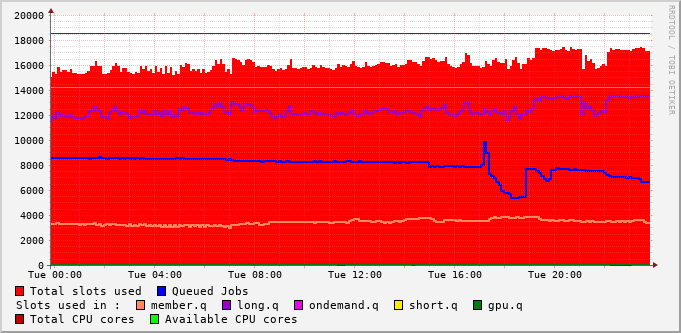 20000
18000
16000
14000
12000
10000
8000
6000
4000
2000
0
Tue 00:00 Tue 04:00 Tue 08:00 Tue 12:00 Tue 16:00 Tue 20:00
Total slots used Queued Jobs
Slots used in : member.q long.q ondemand.q short.q gpu.q
Total CPU cores Available CPU cores
RRDTOOL / TOBI OETIKER